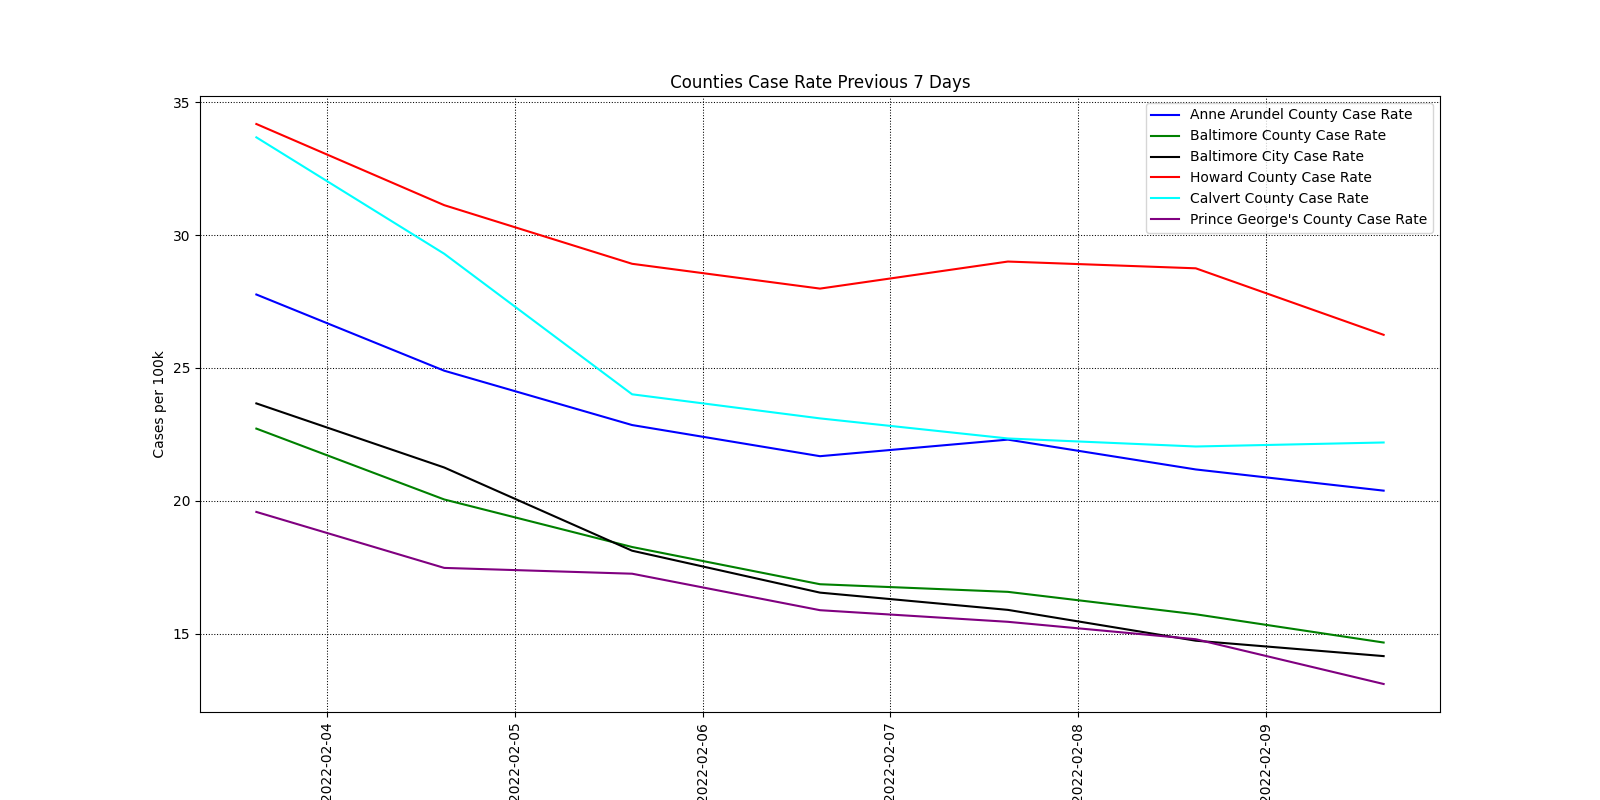 Counties Case Rate Previous 7 Days
Anne Arundel County Case Rate
Baltimore County Case Rate
Baltimore City Case Rate
Howard County Case Rate
Calvert County Case Rate
Prince George's County Case Rate
Cases per 100k
35
30
25
20
15
2022-02-04
2022-02-05
2022-02-06
2022-02-07
2022-02-08
2022-02-09